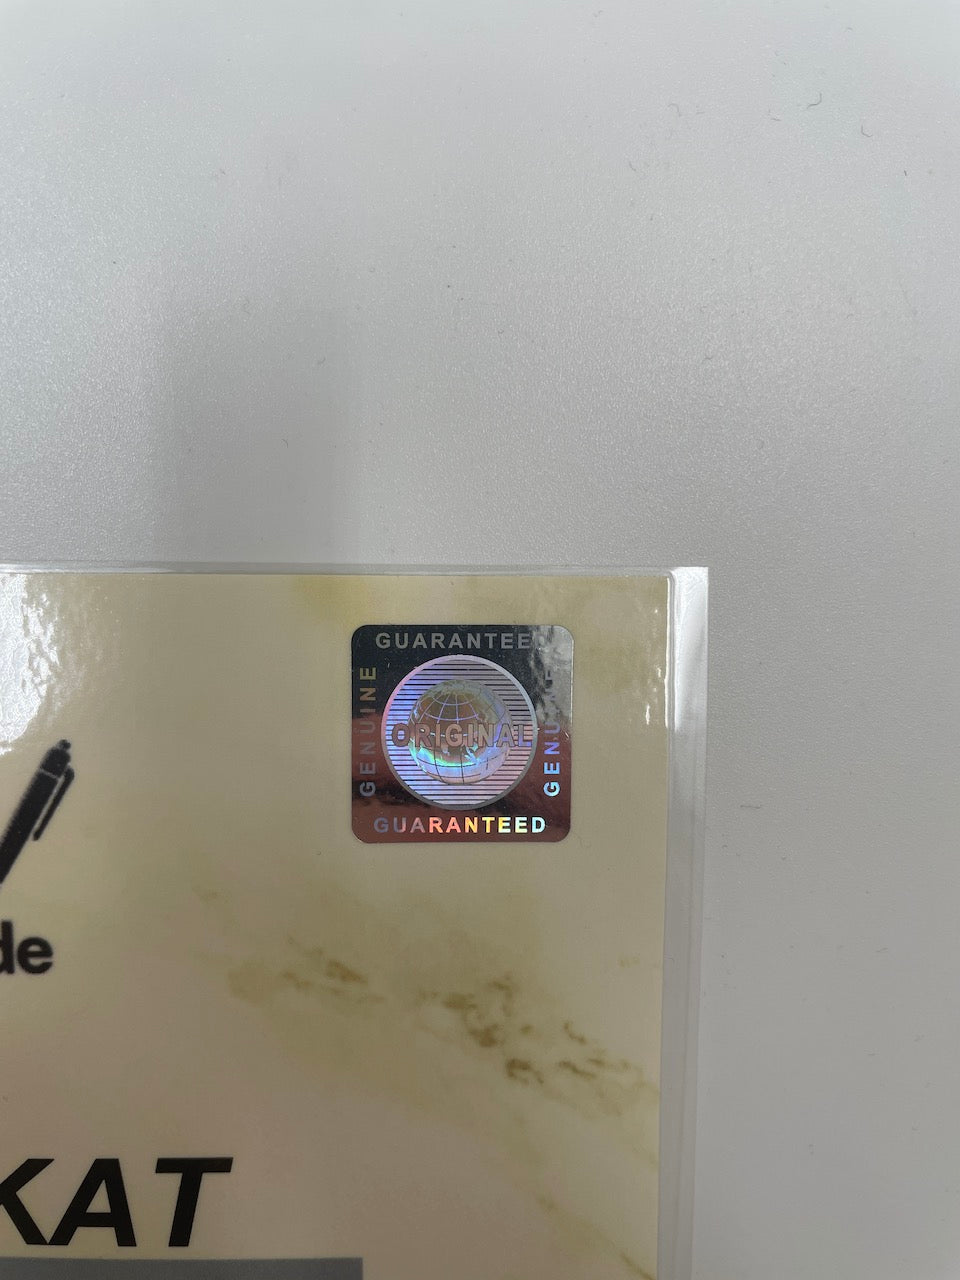 GUARANTEED
GENUINE
ORIGINAL
GENUINE
GUARANTEED
de
KAT